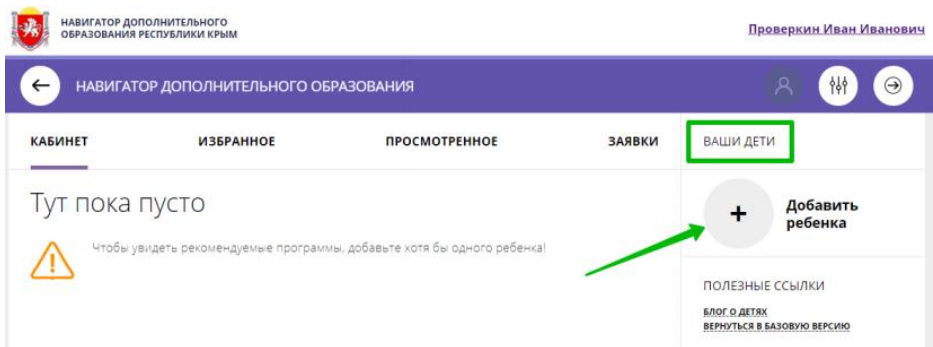 НАВИГАТОР ДОПОЛНИТЕЛЬНОГО
ОБРАЗОВАНИЯ РЕСПУБЛИКИ КРЫМ
Проверкин Иван Иванович
НАВИГАТОР ДОПОЛНИТЕЛЬНОГО ОБРАЗОВАНИЯ
КАБИНЕТ ИЗБРАННОЕ ПРОСМОТРЕННОЕ ЗАЯВКИ
ВАШИ ДЕТИ
Тут пока пусто
Чтобы увидеть рекомендуемые программы, добавьте хотя бы одного ребенка!
Добавить
ребенка
ПОЛЕЗНЫЕ ССЫЛКИ
БЛОГ О ДЕТЯХ
ВЕРНУТЬСЯ В БАЗОВУЮ ВЕРСИЮ